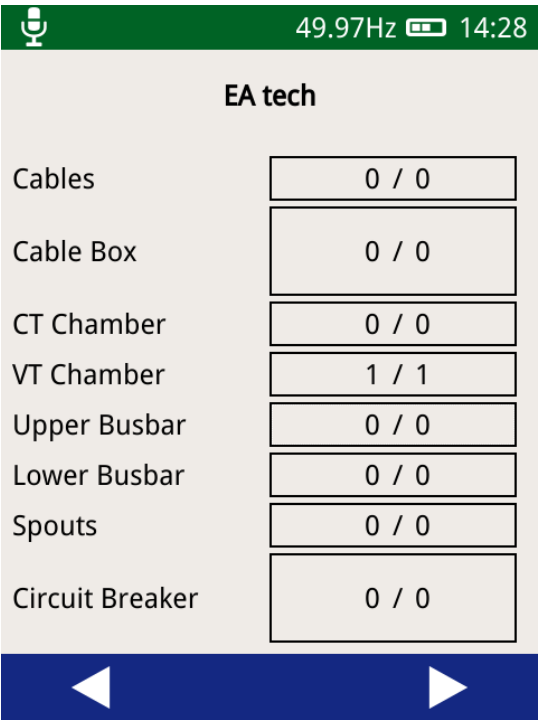 49.97Hz 14:28
EA tech
Cables 0 / 0
Cable Box 0 / 0
CT Chamber 0 / 0
VT Chamber 1 / 1
Upper Busbar 0 / 0
Lower Busbar 0 / 0
Spouts 0 / 0
Circuit Breaker 0 / 0